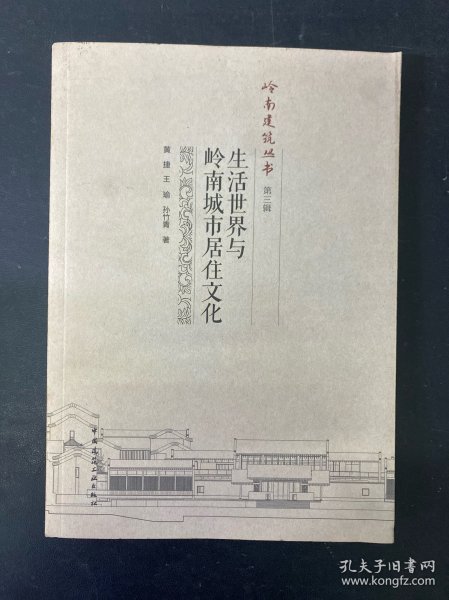 岭南建筑丛书
第三辑
生活世界与
岭南城市居住文化
黄捷 王瑜 孙竹青 著
中国建筑工业出版社
孔夫子旧书网
www.kongfz.com